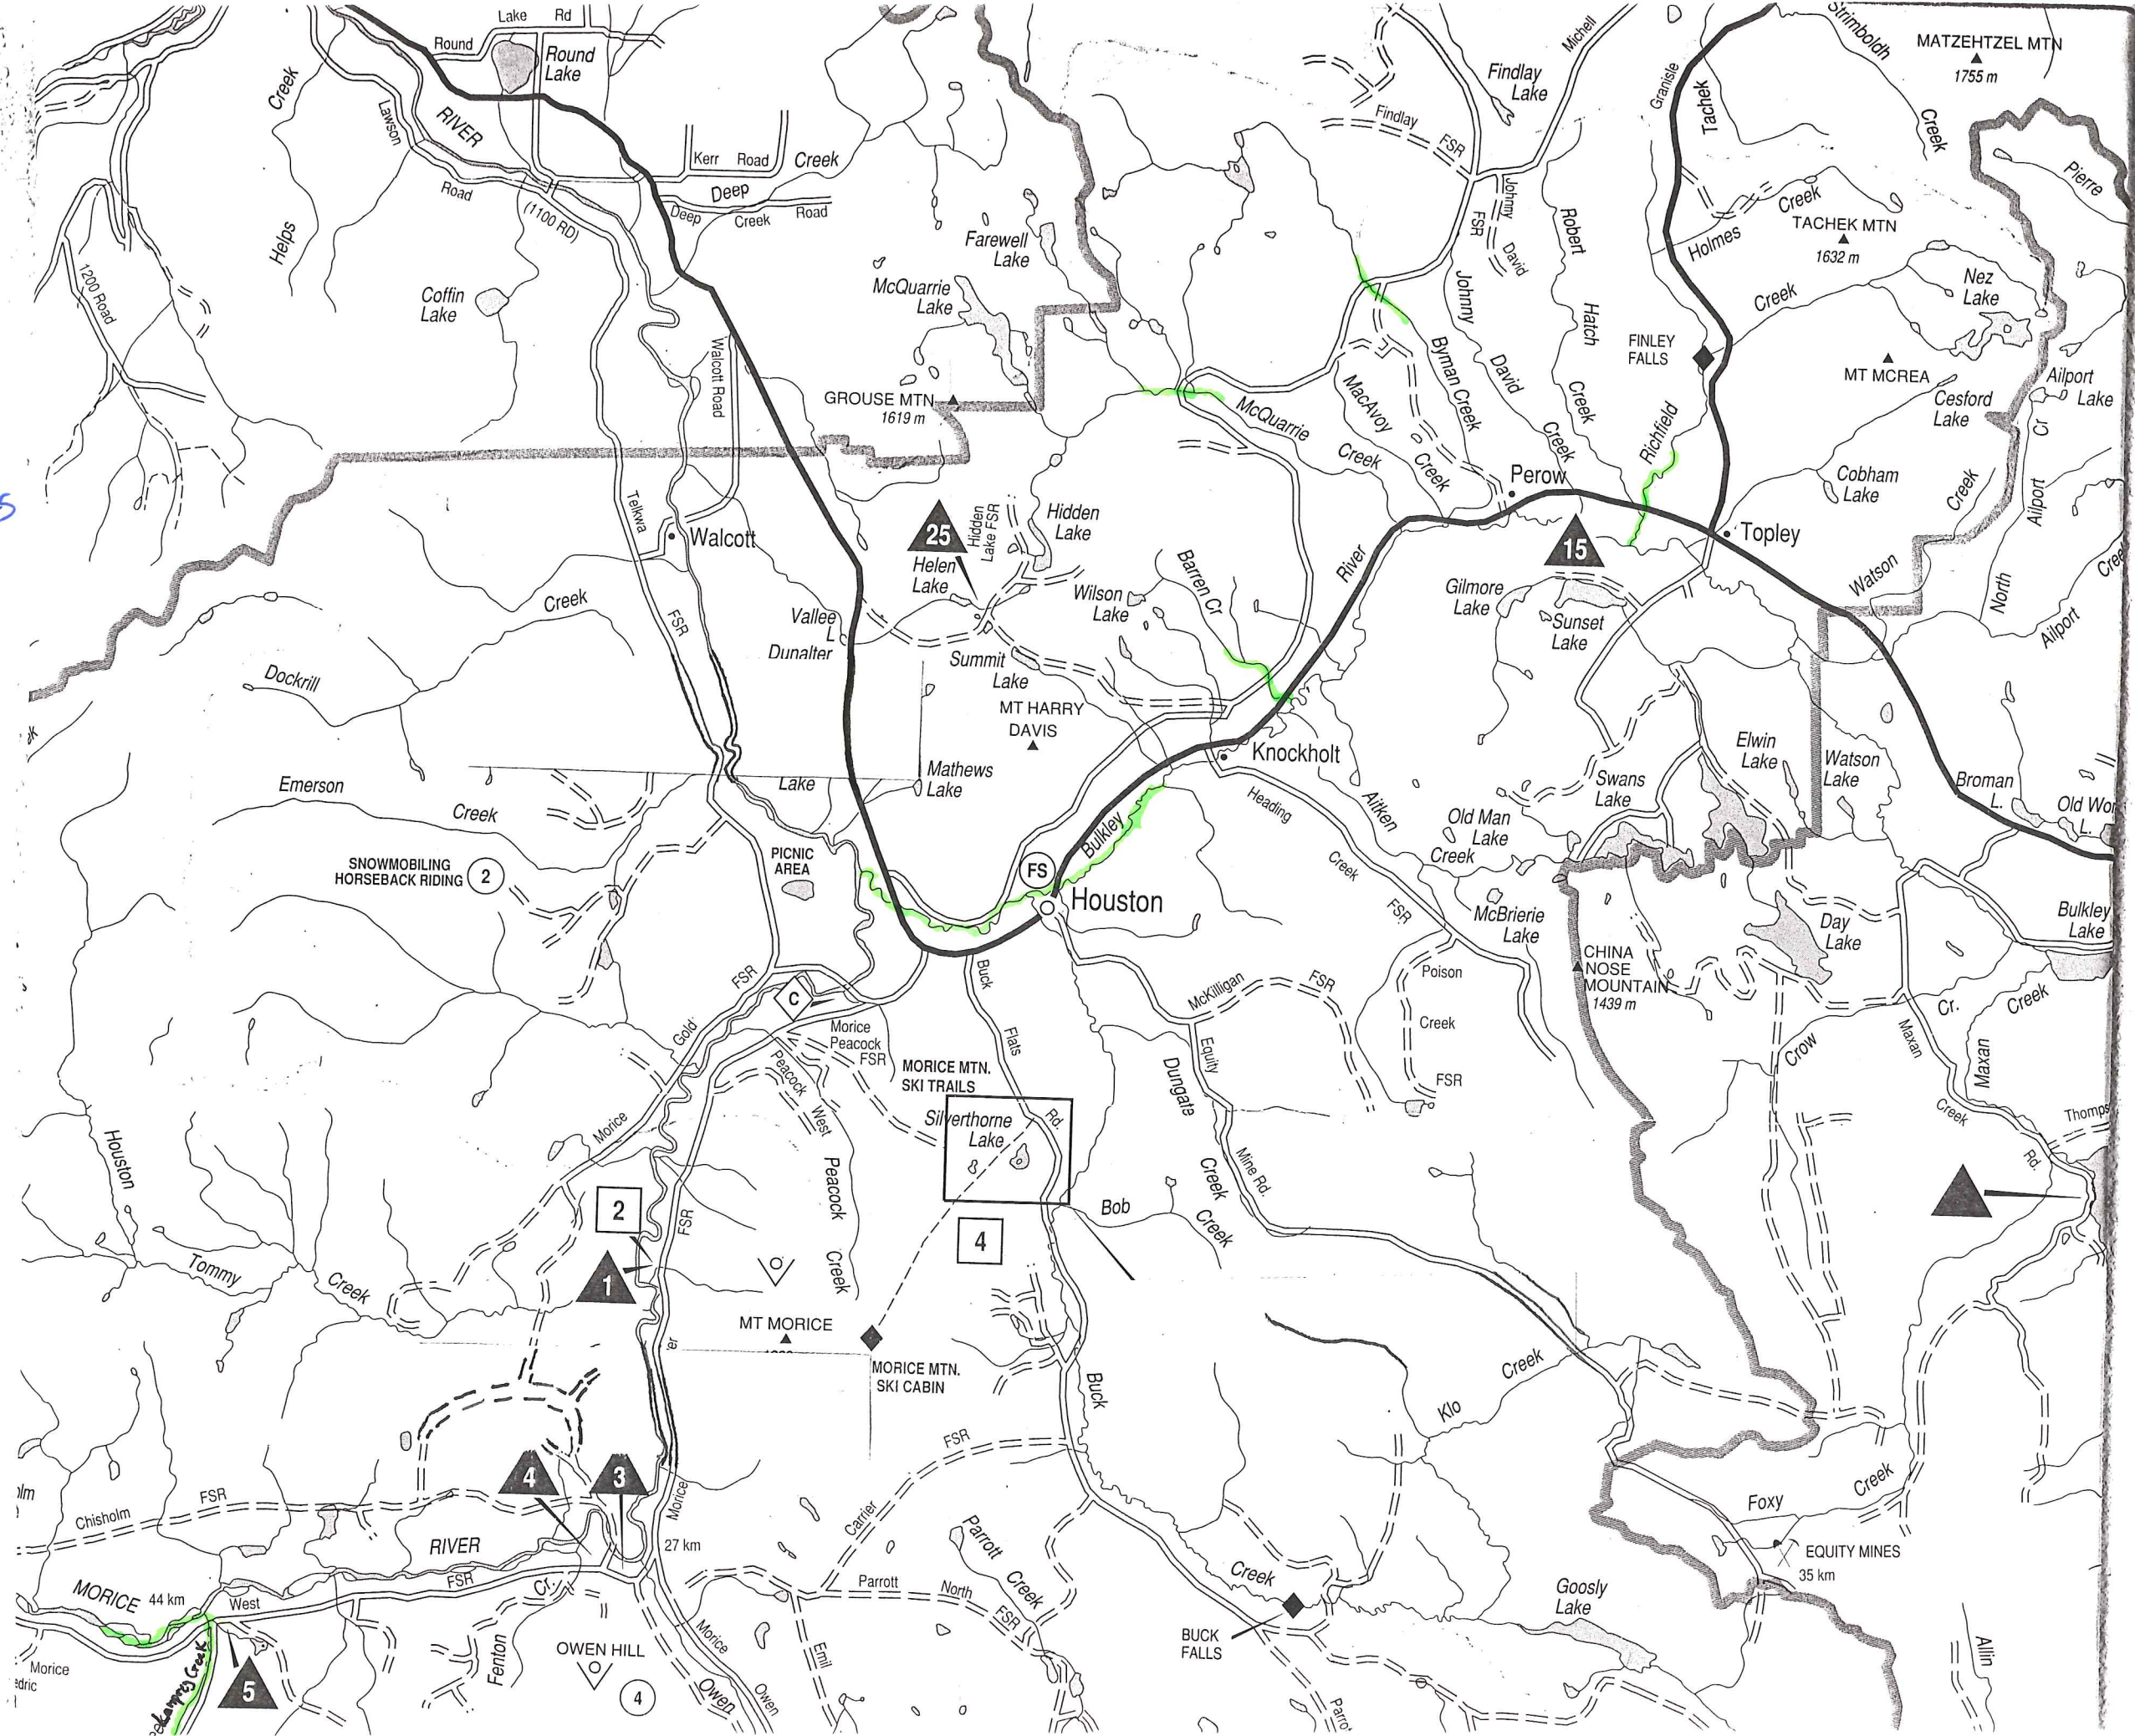 Lake Rd
Round
Round
Lake
Creek
Lawson
RIVER
Road
(1100 RD)
Helps
Kerr Road
Creek
Deep
Deep Creek Road
Farewell
Lake
McQuarrie
Lake
Coffin
Lake
1200 Road
Walcott Road
GROUSE MTN
1619 m
Findlay
Lake
Michell
Findlay FSR
Johnny
David
FSR
Robert
Hatch
Creek
Johnny
David
Creek
Byman Creek
MacAvoy
Creek
McQuarrie
Creek
Granisle
Tachek
Strimboldh
Creek
MATZEHTZEL MTN
1755 m
Pierre
Creek
Holmes
TACHEK MTN
1632 m
Nez
Lake
Creek
FINLEY
FALLS
MT MCREA
Cesford
Lake
Ailport
Lake
Cr
Ailport
Richfield
Perow
Cobham
Lake
Creek
Watson
North
Ailport
Creek
Topley
15
Telkwa
FSR
Walcott
25
Hidden
Lake FSR
Hidden
Lake
Helen
Lake
Wilson
Lake
Barren Cr
River
Gilmore
Lake
Sunset
Lake
Creek
Dockrill
Vallee
L
Dunalter
Summit
Lake
MT HARRY
DAVIS
Knockholt
Elwin
Lake
Watson
Lake
Broman
L.
Swans
Lake
Emerson
Creek
Lake
Mathews
Lake
Heading
Creek
FSR
Aitken
Creek
Old Man
Lake
SNOWMOBILING
HORSEBACK RIDING
2
PICNIC
AREA
FS
Bulkley
Houston
McBrierie
Lake
Day
Lake
Bulkley
Lake
CHINA
NOSE
MOUNTAIN
1439 m
FSR
C
Buck
Flats
Rd.
McKilligan FSR
Poison
Creek
FSR
Cr.
Creek
Crow
Maxan
Maxan
Creek
Rd.
Gold
Morice
Morice
Peacock
FSR
Peacock
West
MORICE MTN.
SKI TRAILS
Silverthorne
Lake
Equity
Mine Rd.
Dungate
Creek
Houston
Peacock
Creek
2
FSR
1
4
Bob
Creek
Tommy
Creek
MT MORICE
MORICE MTN.
SKI CABIN
Buck
Klo
Creek
Chisholm FSR
4
3
Morice
27 km
RIVER
FSR
Carrier
FSR
Parrott
Creek
Foxy
Creek
EQUITY MINES
35 km
MORICE
44 km
West
Cr.
Fenton
Parrott North
FSR
Creek
Goosly
Lake
BUCK
FALLS
Morice
5
OWEN HILL
4
Owen
Morice
Owen
Emil
Allin